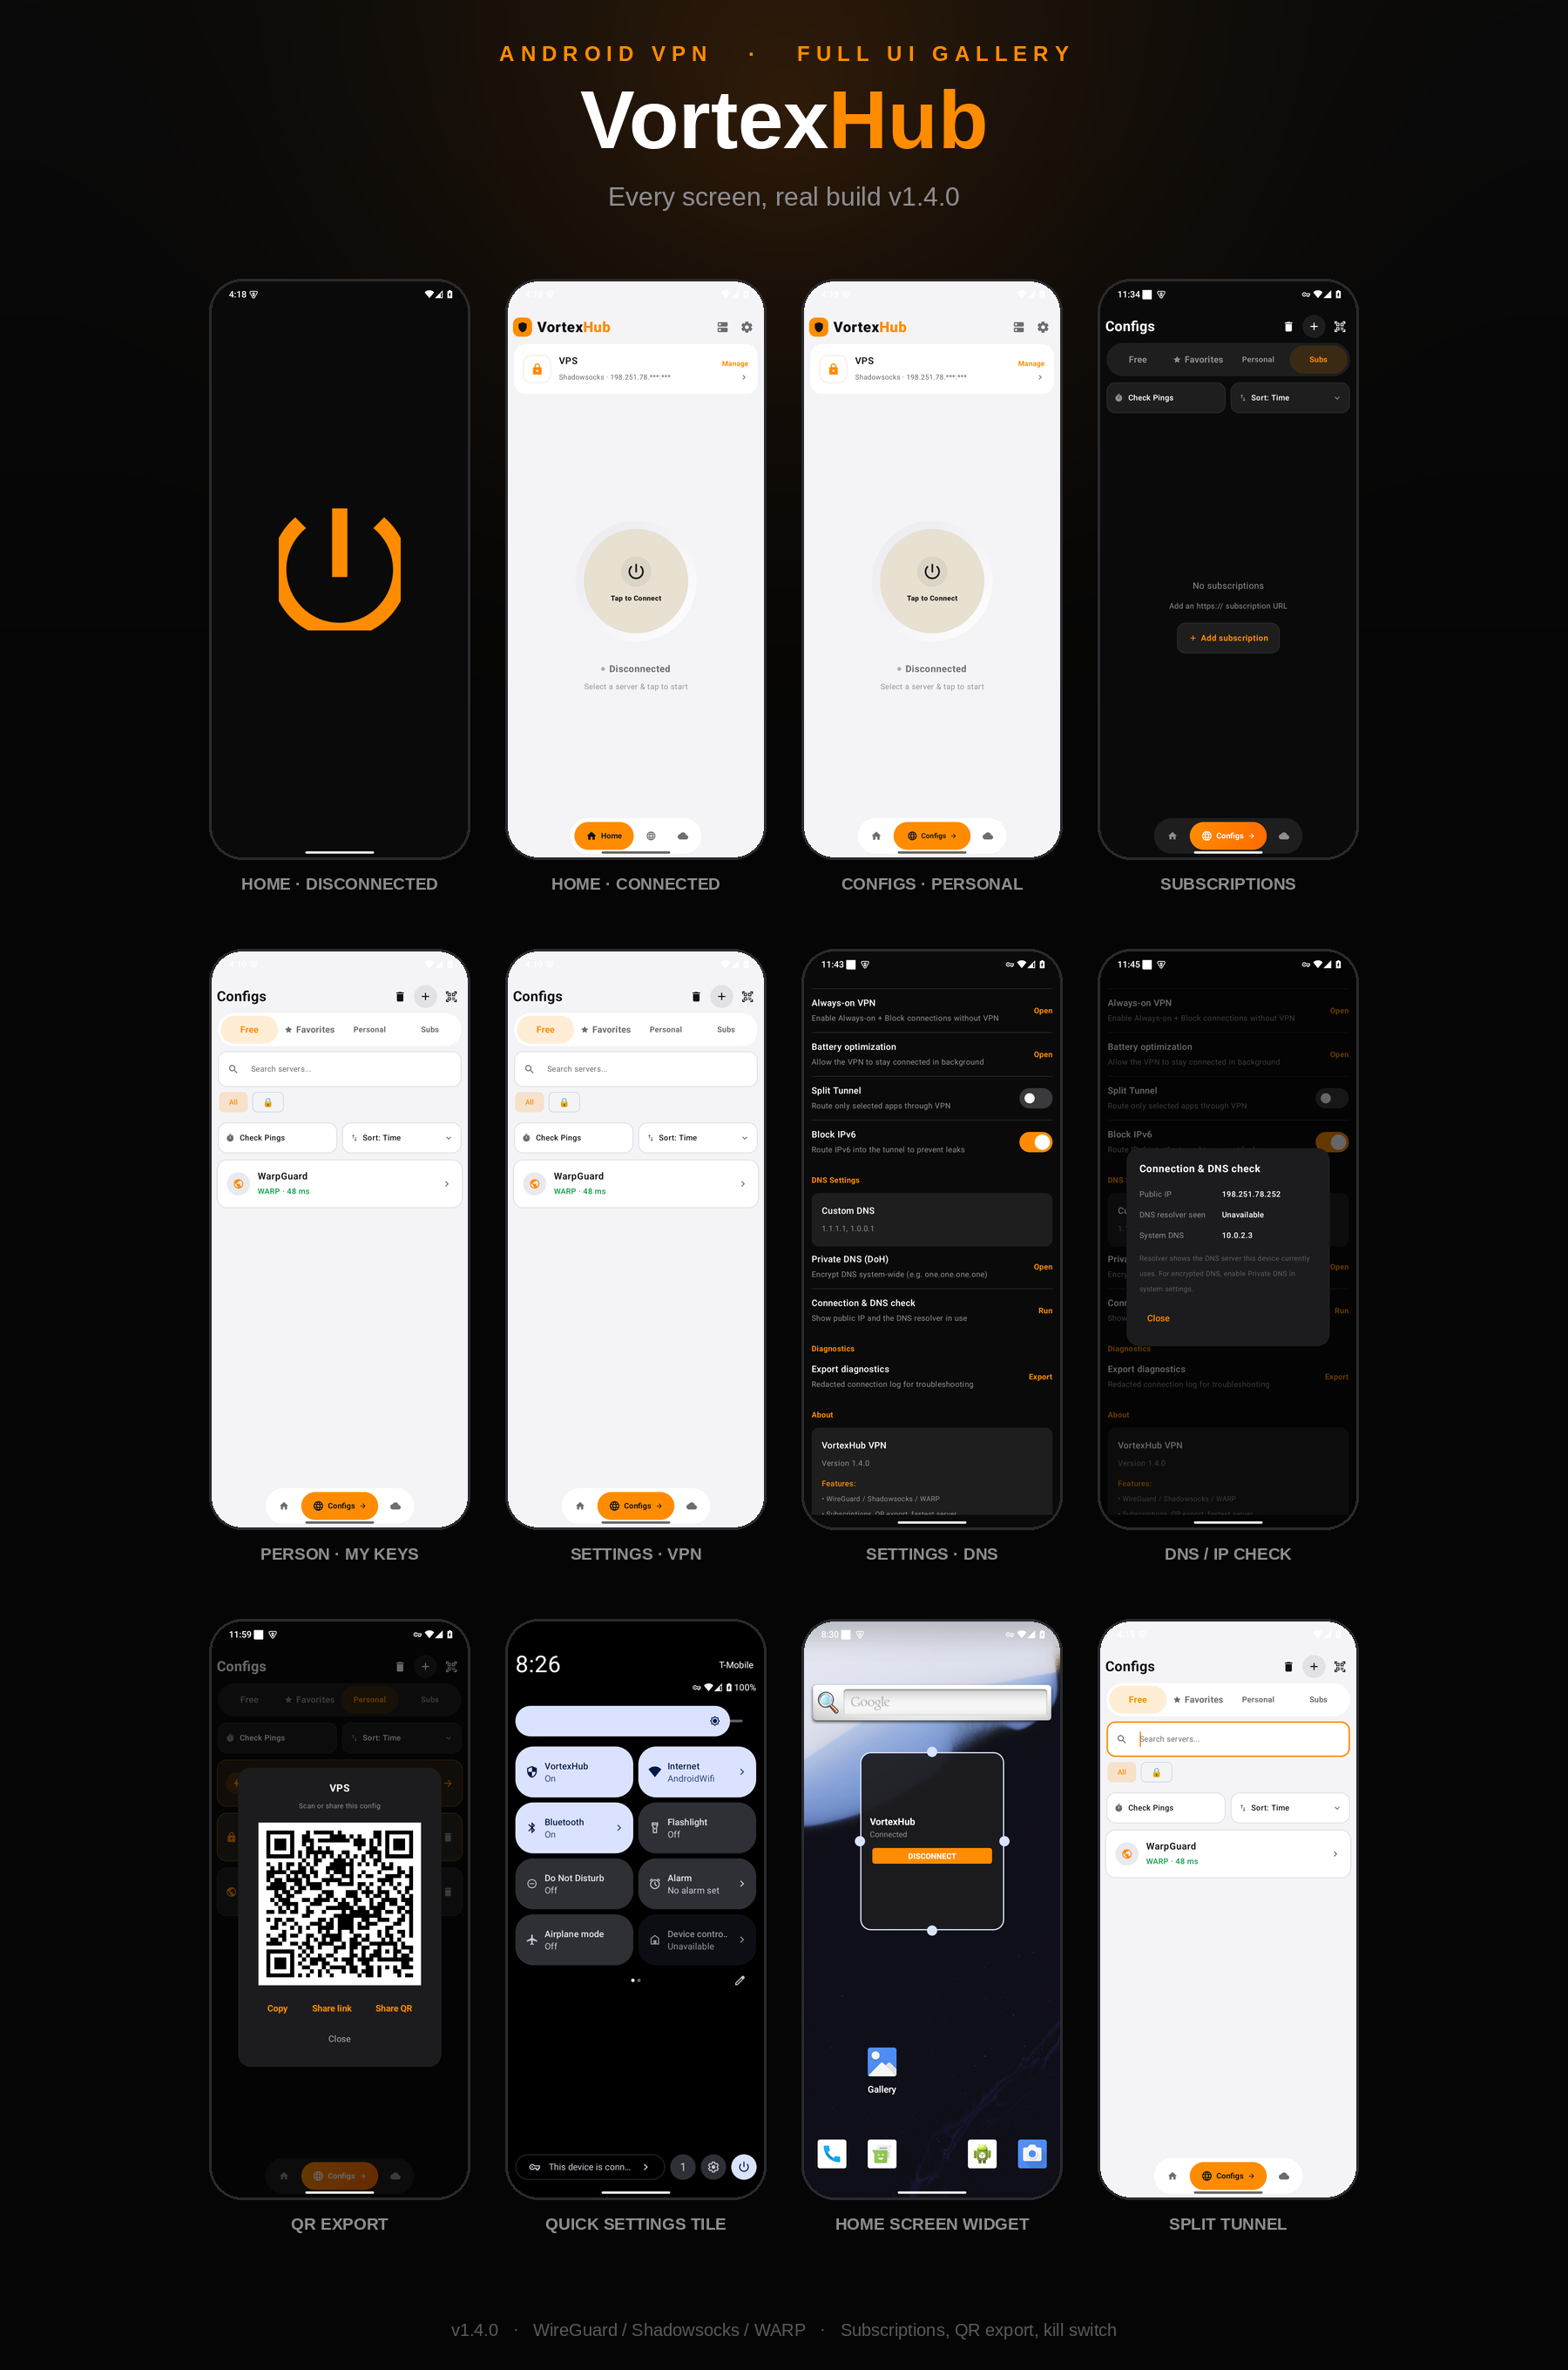 ANDROID VPN · FULL UI GALLERY
VortexHub
Every screen, real build v1.4.0
4:18
HOME · DISCONNECTED
VortexHub
VPS
Manage
Shadowsocks · 198.251.78.***:***
Tap to Connect
Disconnected
Select a server & tap to start
Home
HOME · CONNECTED
VortexHub
VPS
Manage
Shadowsocks · 198.251.78.***:***
Tap to Connect
Disconnected
Select a server & tap to start
Configs
CONFIGS · PERSONAL
11:34
Configs
Free Favorites Personal Subs
Check Pings Sort: Time
No subscriptions
Add an https:// subscription URL
+ Add subscription
Configs
SUBSCRIPTIONS
Configs
Free Favorites Personal Subs
Search servers...
All
Check Pings Sort: Time
WarpGuard
WARP · 48 ms
Configs
PERSON · MY KEYS
Configs
Free Favorites Personal Subs
Search servers...
All
Check Pings Sort: Time
WarpGuard
WARP · 48 ms
Configs
SETTINGS · VPN
11:43
Always-on VPN
Enable Always-on + Block connections without VPN
Open
Battery optimization
Allow the VPN to stay connected in background
Open
Split Tunnel
Route only selected apps through VPN
Block IPv6
Route IPv6 into the tunnel to prevent leaks
DNS Settings
Custom DNS
1.1.1.1, 1.0.0.1
Private DNS (DoH)
Encrypt DNS system-wide (e.g. one.one.one.one)
Open
Connection & DNS check
Show public IP and the DNS resolver in use
Run
Diagnostics
Export diagnostics
Redacted connection log for troubleshooting
Export
About
VortexHub VPN
Version 1.4.0
Features:
• WireGuard / Shadowsocks / WARP
• Subscriptions, QR export, fastest server
SETTINGS · DNS
11:45
Always-on VPN
Enable Always-on + Block connections without VPN
Open
Battery optimization
Allow the VPN to stay connected in background
Open
Split Tunnel
Route only selected apps through VPN
Block IPv6
Connection & DNS check
Public IP 198.251.78.252
DNS resolver seen Unavailable
System DNS 10.0.2.3
Resolver shows the DNS server this device currently
uses. For encrypted DNS, enable Private DNS in
system settings.
Close
Open
Run
Diagnostics
Export diagnostics
Redacted connection log for troubleshooting
Export
About
VortexHub VPN
Version 1.4.0
Features:
• WireGuard / Shadowsocks / WARP
• Subscriptions, QR export, fastest server
DNS / IP CHECK
11:59
Configs
Free Favorites Personal Subs
Check Pings Sort: Time
VPS
Scan or share this config
Copy Share link Share QR
Close
Configs
QR EXPORT
8:26
T-Mobile
100%
VortexHub
On
Internet
AndroidWifi
Bluetooth
On
Flashlight
Off
Do Not Disturb
Off
Alarm
No alarm set
Airplane mode
Off
Device contro..
Unavailable
This device is conn...
1
QUICK SETTINGS TILE
8:30
Google
VortexHub
Connected
DISCONNECT
Gallery
HOME SCREEN WIDGET
Configs
Free Favorites Personal Subs
Search servers...
All
Check Pings Sort: Time
WarpGuard
WARP · 48 ms
Configs
SPLIT TUNNEL
v1.4.0 · WireGuard / Shadowsocks / WARP · Subscriptions, QR export, kill switch